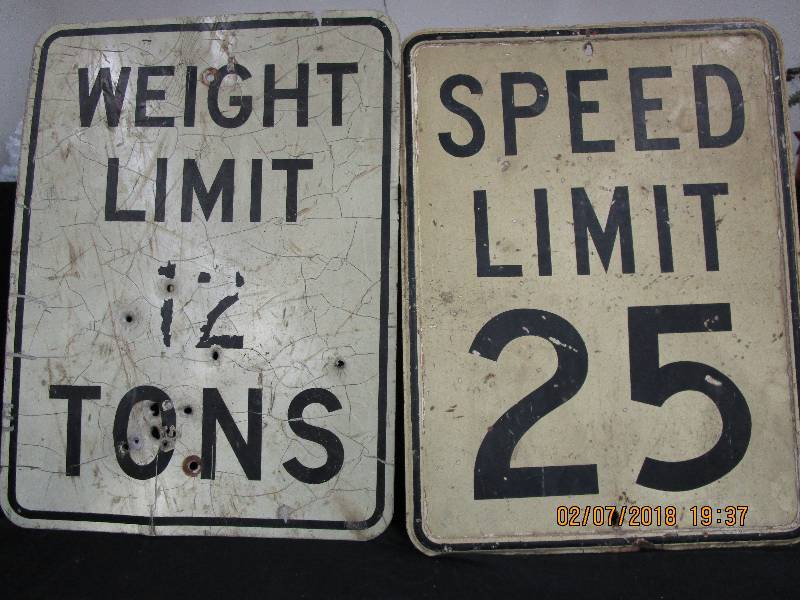 WEIGHT
LIMIT
12
TONS
SPEED
LIMIT
25
02/07/2018 19:37